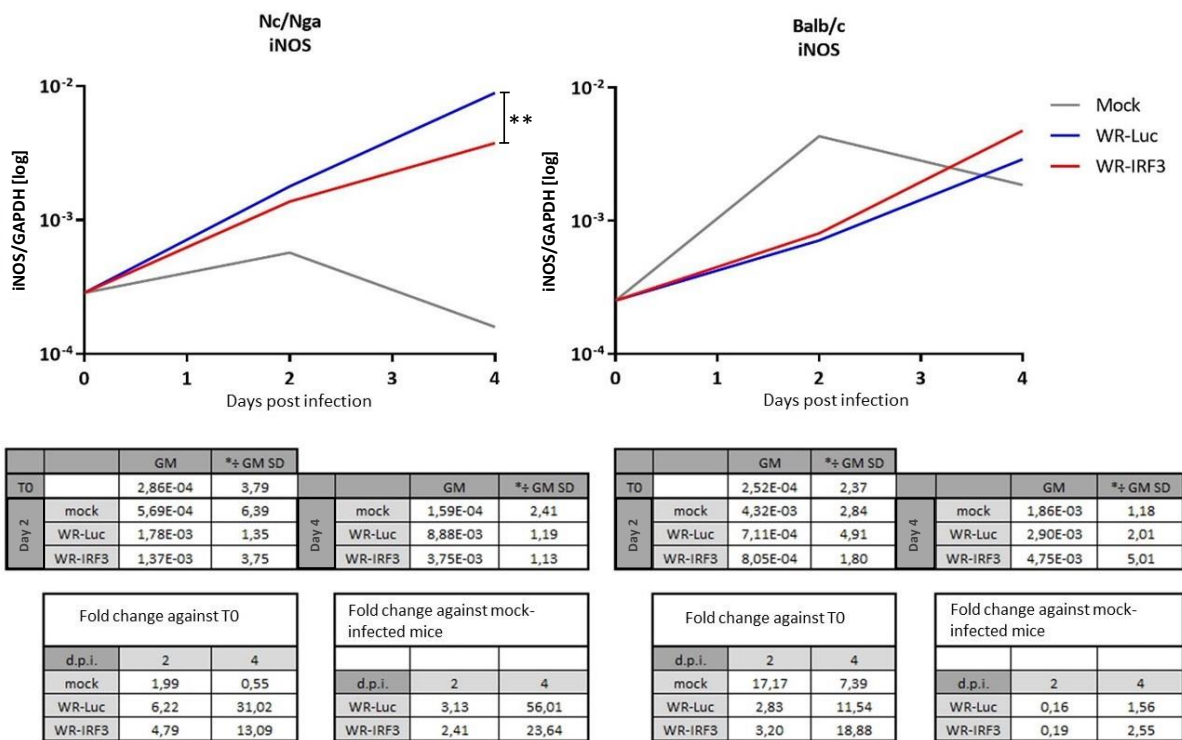 Nc/Nga
iNOS
iNOS/GAPDH [log]
10-2
10-3
10-4
**
0 1 2 3 4
Days post infection
Balb/c
iNOS
iNOS/GAPDH [log]
10-2
10-3
10-4
0 1 2 3 4
Days post infection
Mock
WR-Luc
WR-IRF3
GM *÷ GM SD
T0 2,86E-04 3,79
Day 2
mock 5,69E-04 6,39
WR-Luc 1,78E-03 1,35
WR-IRF3 1,37E-03 3,75
GM *÷ GM SD
Day 4
mock 1,59E-04 2,41
WR-Luc 8,88E-03 1,19
WR-IRF3 3,75E-03 1,13
GM *÷ GM SD
T0 2,52E-04 2,37
Day 2
mock 4,32E-03 2,84
WR-Luc 7,11E-04 4,91
WR-IRF3 8,05E-04 1,80
GM *÷ GM SD
Day 4
mock 1,86E-03 1,18
WR-Luc 2,90E-03 2,01
WR-IRF3 4,75E-03 5,01
Fold change against T0
d.p.i. 2 4
mock 1,99 0,55
WR-Luc 6,22 31,02
WR-IRF3 4,79 13,09
Fold change against mock-
infected mice
d.p.i. 2 4
WR-Luc 3,13 56,01
WR-IRF3 2,41 23,64
Fold change against T0
d.p.i. 2 4
mock 17,17 7,39
WR-Luc 2,83 11,54
WR-IRF3 3,20 18,88
Fold change against mock-
infected mice
d.p.i. 2 4
WR-Luc 0,16 1,56
WR-IRF3 0,19 2,55